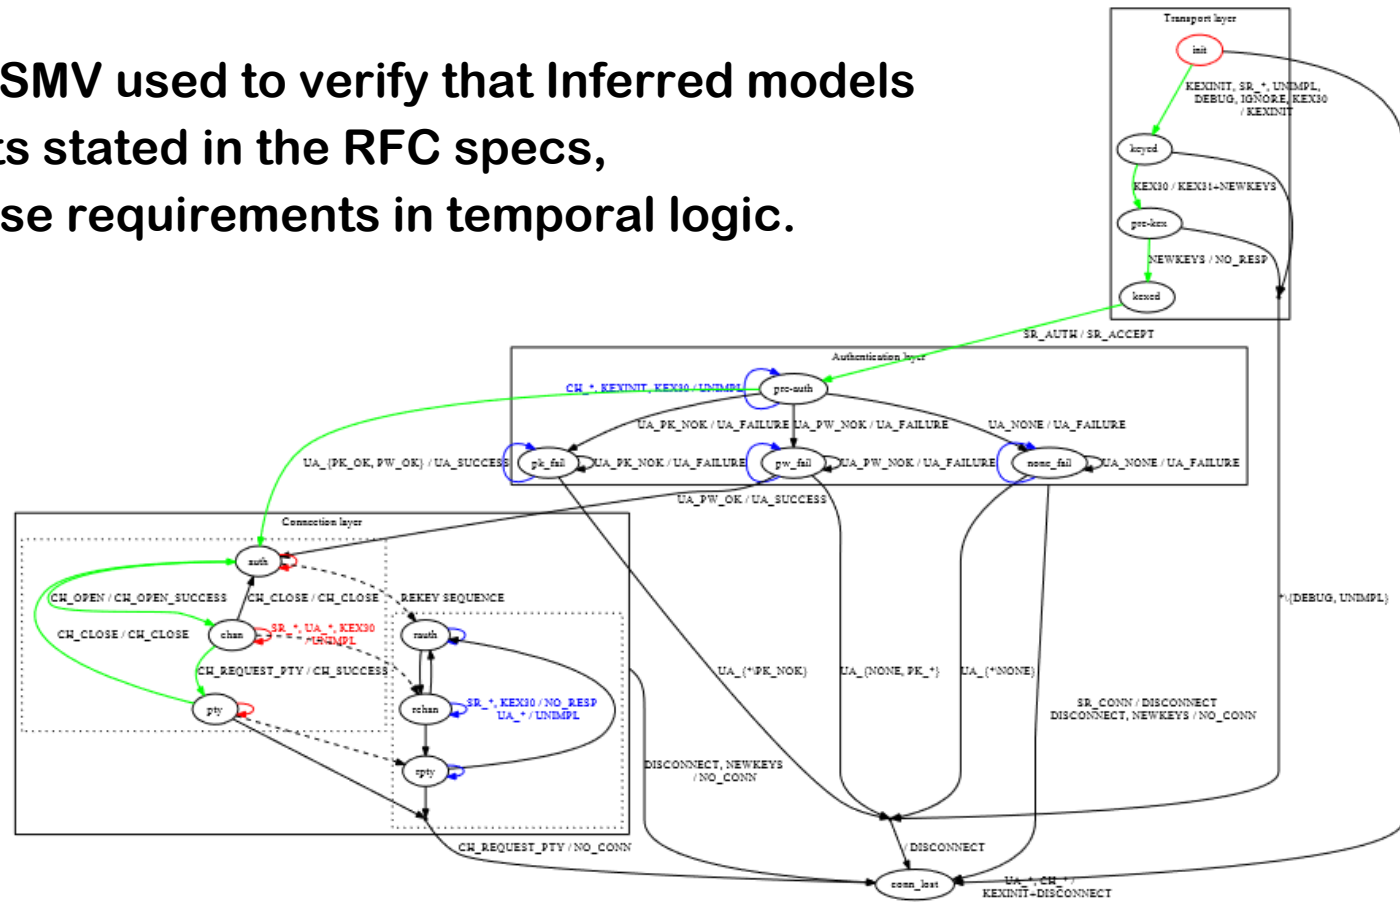 SMV used to verify that Inferred models
ts stated in the RFC specs,
se requirements in temporal logic.
Transport layer
init
KEXINIT, SR_*, UNIMPL,
DEBUG, IGNORE, KEX30
/ KEXINIT
keyed
KEX30 / KEX31+NEWKEYS
pre-kex
NEWKEYS / NO_RESP
kexed
SR_AUTH / SR_ACCEPT
Authentication layer
CH_*, KEXINIT, KEX30 / UNIMPL
pre-auth
UA_PK_NOK / UA_FAILURE
UA_PW_NOK / UA_FAILURE
UA_NONE / UA_FAILURE
UA_{PK_OK, PW_OK} / UA_SUCCESS
pk_fail
UA_PK_NOK / UA_FAILURE
pw_fail
UA_PW_NOK / UA_FAILURE
none_fail
UA_NONE / UA_FAILURE
UA_PW_OK / UA_SUCCESS
Connection layer
auth
CH_OPEN / CH_OPEN_SUCCESS
CH_CLOSE / CH_CLOSE
REKEY SEQUENCE
*\{DEBUG, UNIMPL}
CH_CLOSE / CH_CLOSE
chan
SR_*, UA_*, KEX30
/ UNIMPL
rauth
CH_REQUEST_PTY / CH_SUCCESS
UA_{*\PK_NOK}
UA_{NONE, PK_*}
UA_{*\NONE}
pty
rchan
SR_*, KEX30 / NO_RESP
UA_* / UNIMPL
SR_CONN / DISCONNECT
DISCONNECT, NEWKEYS / NO_CONN
rpty
DISCONNECT, NEWKEYS
/ NO_CONN
CH_REQUEST_PTY / NO_CONN
/ DISCONNECT
conn_lost
UA_*, CH_* /
KEXINIT+DISCONNECT